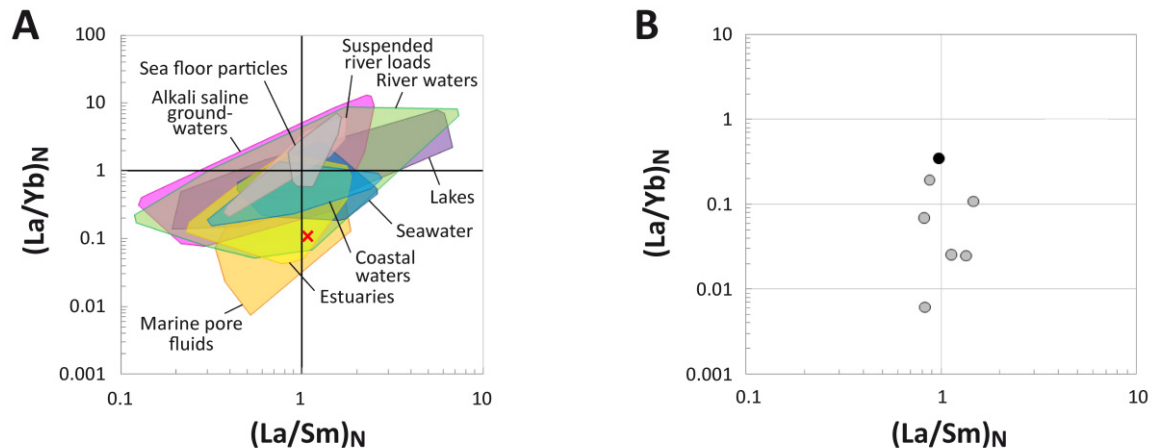 A
(La/Yb)N
100
10
1
0.1
0.01
0.001
0.1
1
10
(La/Sm)N
Sea floor particles
Suspended
river loads
River waters
Alkali saline
ground-
waters
Lakes
Seawater
Coastal
waters
Estuaries
Marine pore
fluids
B
(La/Yb)N
10
1
0.1
0.01
0.001
0.1
1
10
(La/Sm)N